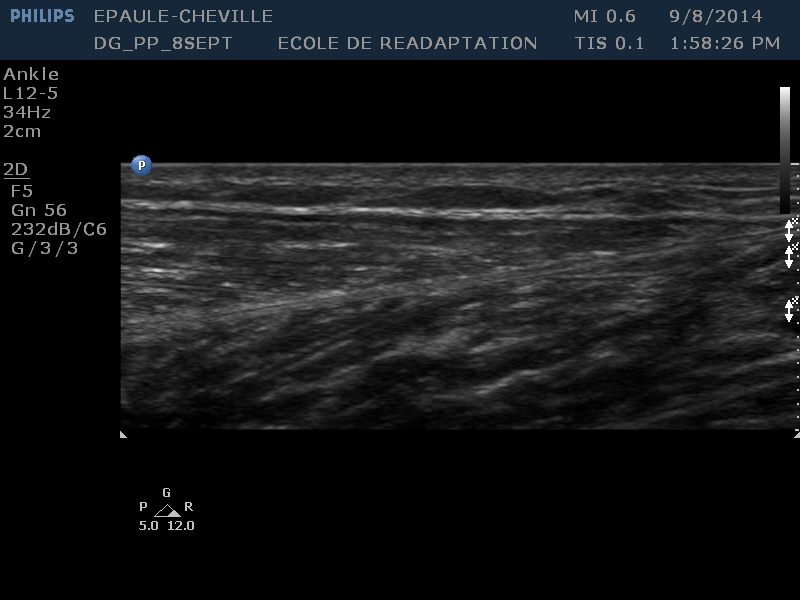 PHILIPS EPAULE-CHEVILLE MI 0.6 9/8/2014
DG_PP_8SEPT ECOLE DE READAPTATION TIS 0.1 1:58:26 PM
Ankle
L12-5
34Hz
2cm
2D
F5
Gn 56
232dB/C6
G/3/3
P
G
P R
5.0 12.0